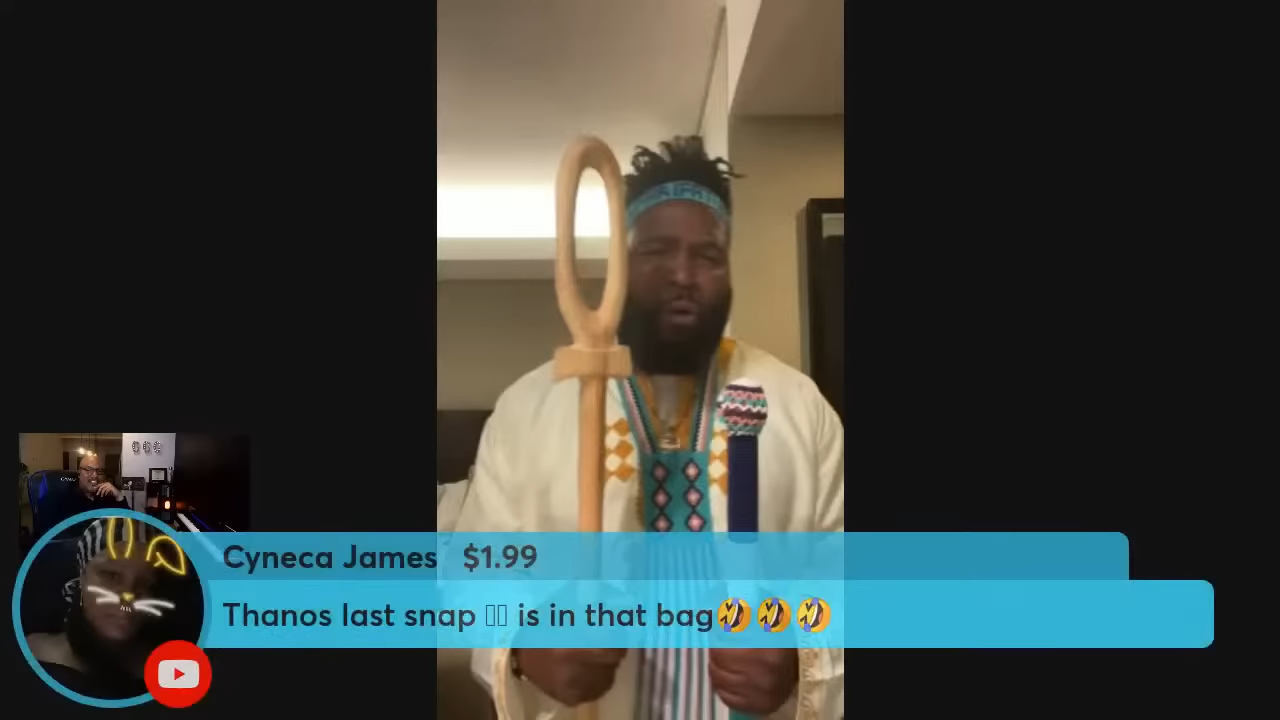 Cyneca James $1.99
Thanos last snap ▯▯ is in that bag🤣🤣🤣